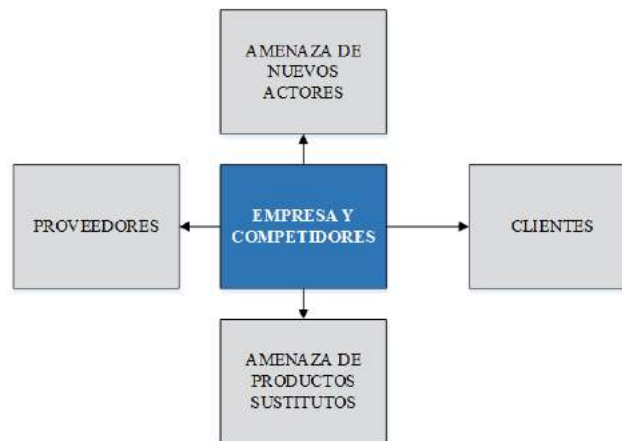 AMENAZA DE
NUEVOS
ACTORES
PROVEEDORES
EMPRESA Y
COMPETIDORES
CLIENTES
AMENAZA DE
PRODUCTOS
SUSTITUTOS